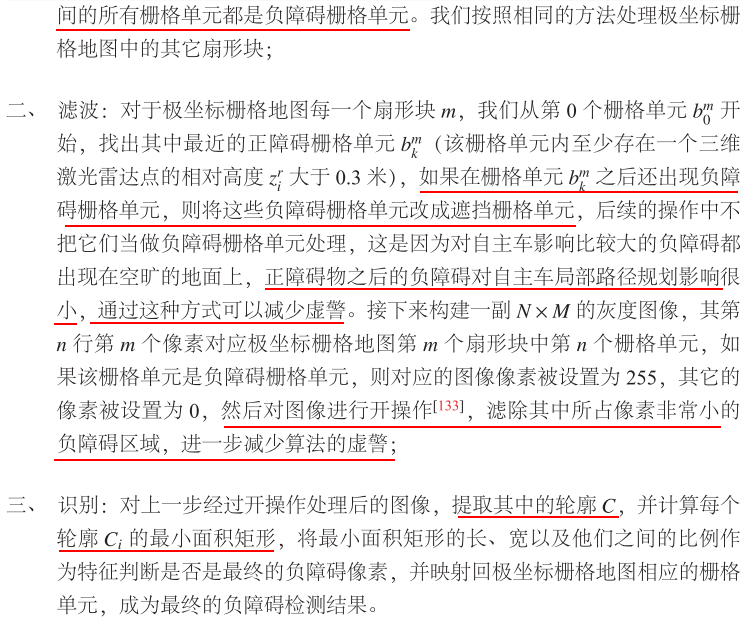 间的所有栅格单元都是负障碍栅格单元。我们按照相同的方法处理极坐标栅
格地图中的其它扇形块；
二、 滤波：对于极坐标栅格地图每一个扇形块 m，我们从第 0 个栅格单元 b_0^m 开
始，找出其中最近的正障碍栅格单元 b_k^m（该栅格单元内至少存在一个三维
激光雷达点的相对高度 z_i^r 大于 0.3 米），如果在栅格单元 b_k^m 之后还出现负障
碍栅格单元，则将这些负障碍栅格单元改成遮挡栅格单元，后续的操作中不
把它们当做负障碍栅格单元处理，这是因为对自主车影响比较大的负障碍都
出现在空旷的地面上，正障碍物之后的负障碍对自主车局部路径规划影响很
小，通过这种方式可以减少虚警。接下来构建一副 N × M 的灰度图像，其第
n 行第 m 个像素对应极坐标栅格地图第 m 个扇形块中第 n 个栅格单元，如
果该栅格单元是负障碍栅格单元，则对应的图像像素被设置为 255，其它的
像素被设置为 0，然后对图像进行开操作[133]，滤除其中所占像素非常小的
负障碍区域，进一步减少算法的虚警；
三、 识别：对上一步经过开操作处理后的图像，提取其中的轮廓 C，并计算每个
轮廓 C_i 的最小面积矩形，将最小面积矩形的长、宽以及他们之间的比例作
为特征判断是否是最终的负障碍像素，并映射回极坐标栅格地图相应的栅格
单元，成为最终的负障碍检测结果。